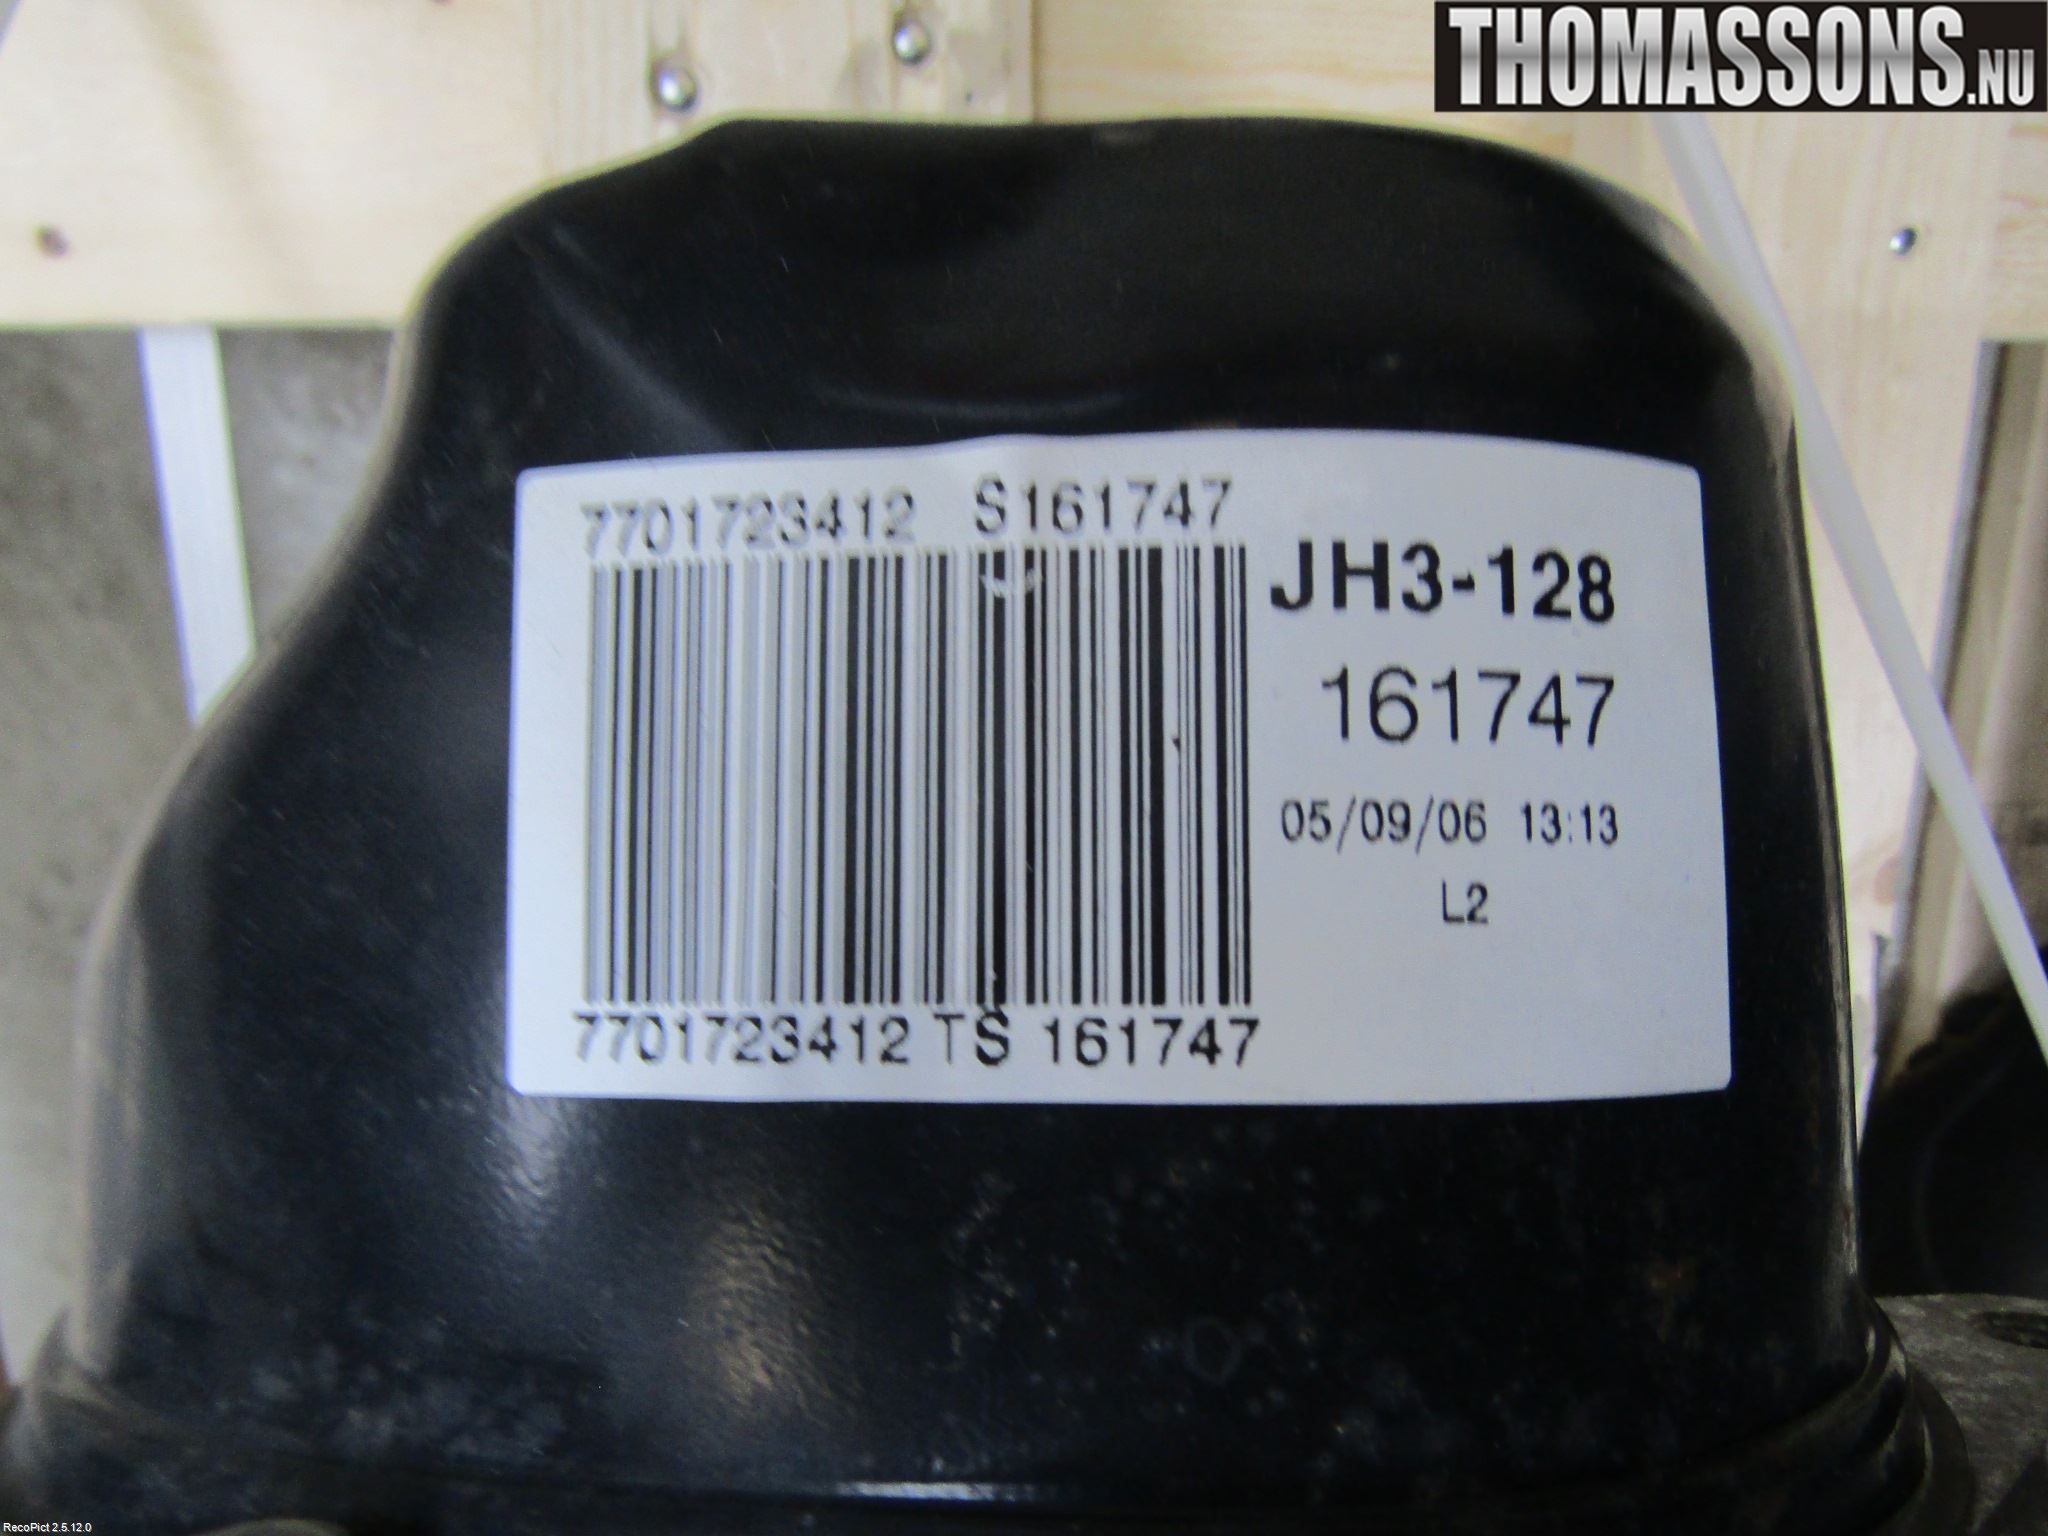 THOMASSONS.NU
7701723412 S161747
JH3-128
161747
05/09/06 13:13
L2
7701723412 TS 161747
RecoPict 2.5.12.0